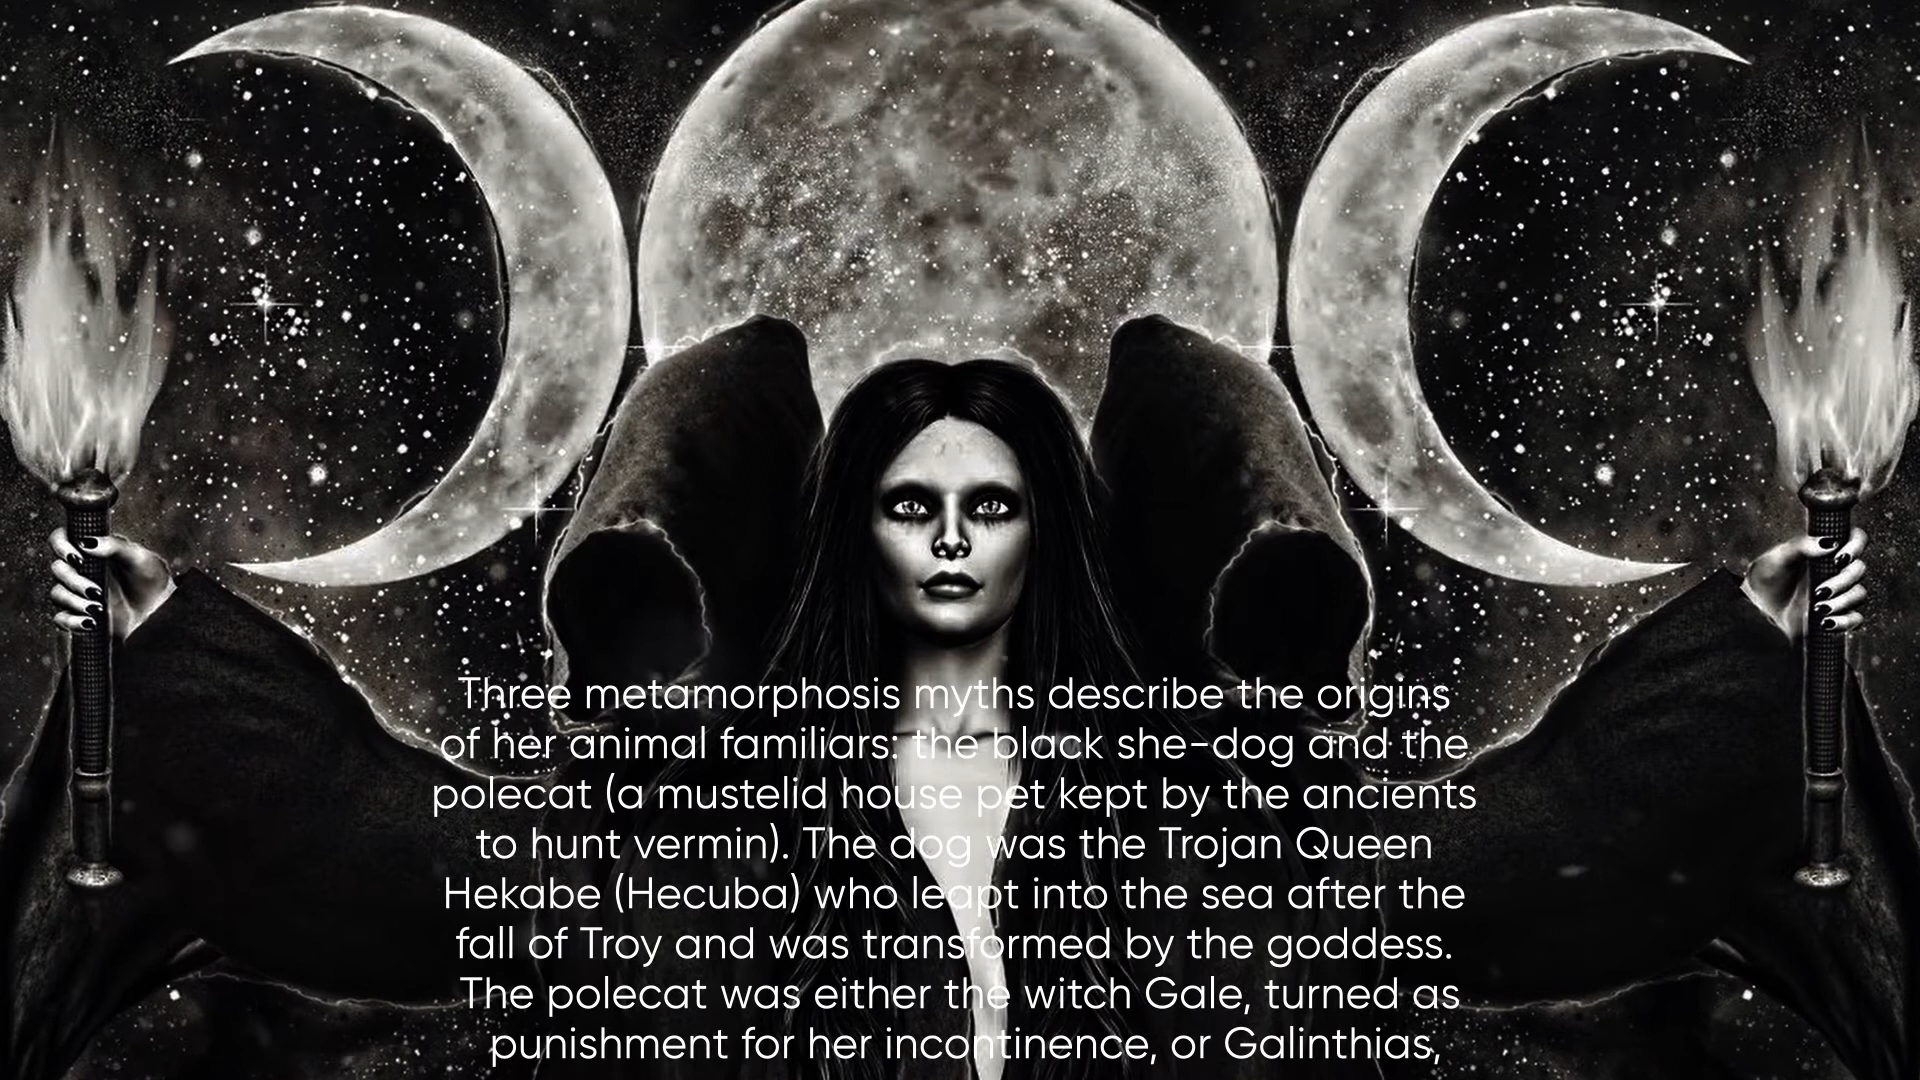 Three metamorphosis myths describe the origins
of her animal familiars: the black she-dog and the
polecat (a mustelid house pet kept by the ancients
to hunt vermin). The dog was the Trojan Queen
Hekabe (Hecuba) who leapt into the sea after the
fall of Troy and was transformed by the goddess.
The polecat was either the witch Gale, turned as
punishment for her incontinence, or Galinthias,